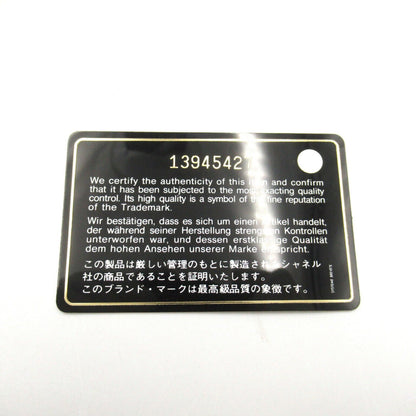 1394542
We certify the authenticity of this and confirm
that it has been subjected to the most exacting quality
control. Its high quality is a symbol of the fine reputation
of the Trademark.
Wir bestätigen, dass es sich um einen Artikel handelt,
der während seiner Herstellung strengen Kontrollen
unterworfen war, und dessen erstklassige Qualität
dem hohen Ansehen unserer Marke entspricht.
この製品は厳しい管理のもとに製造されたシャネル
社の商品であることを証明いたします。
このブランド・マークは最高級品質の象徴です。